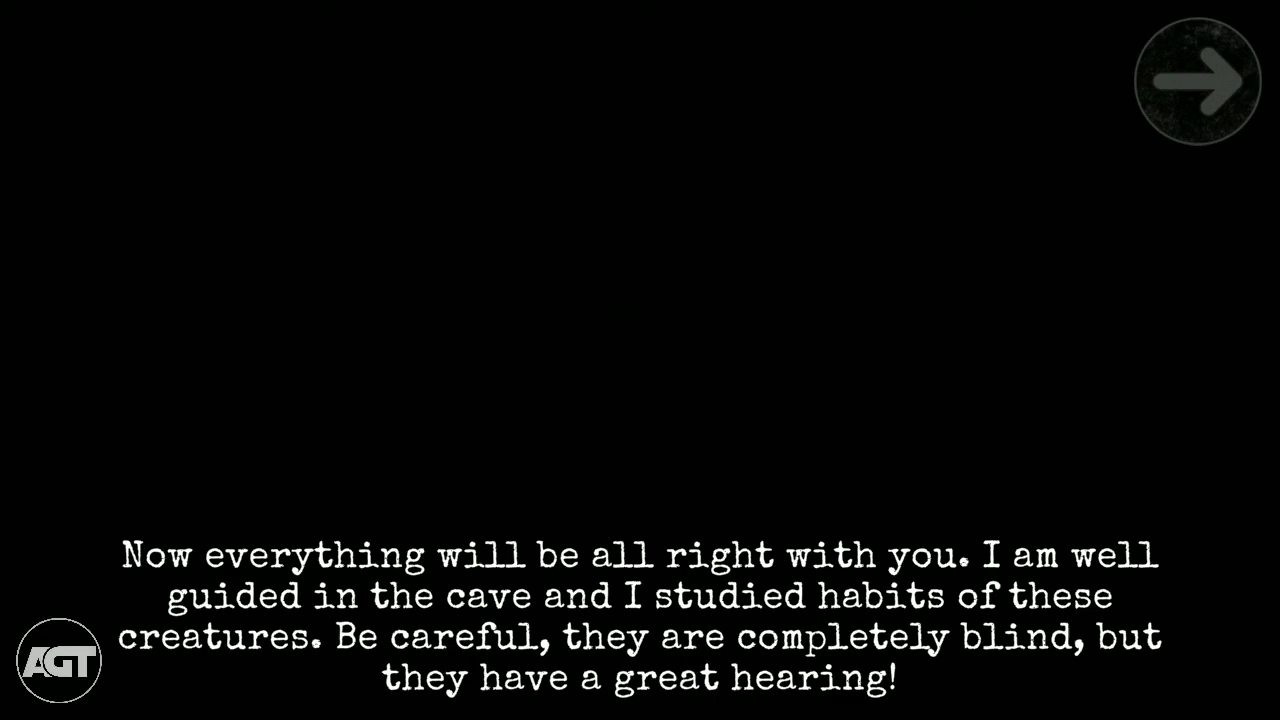 Now everything will be all right with you. I am well
guided in the cave and I studied habits of these
creatures. Be careful, they are completely blind, but
they have a great hearing!
AGT